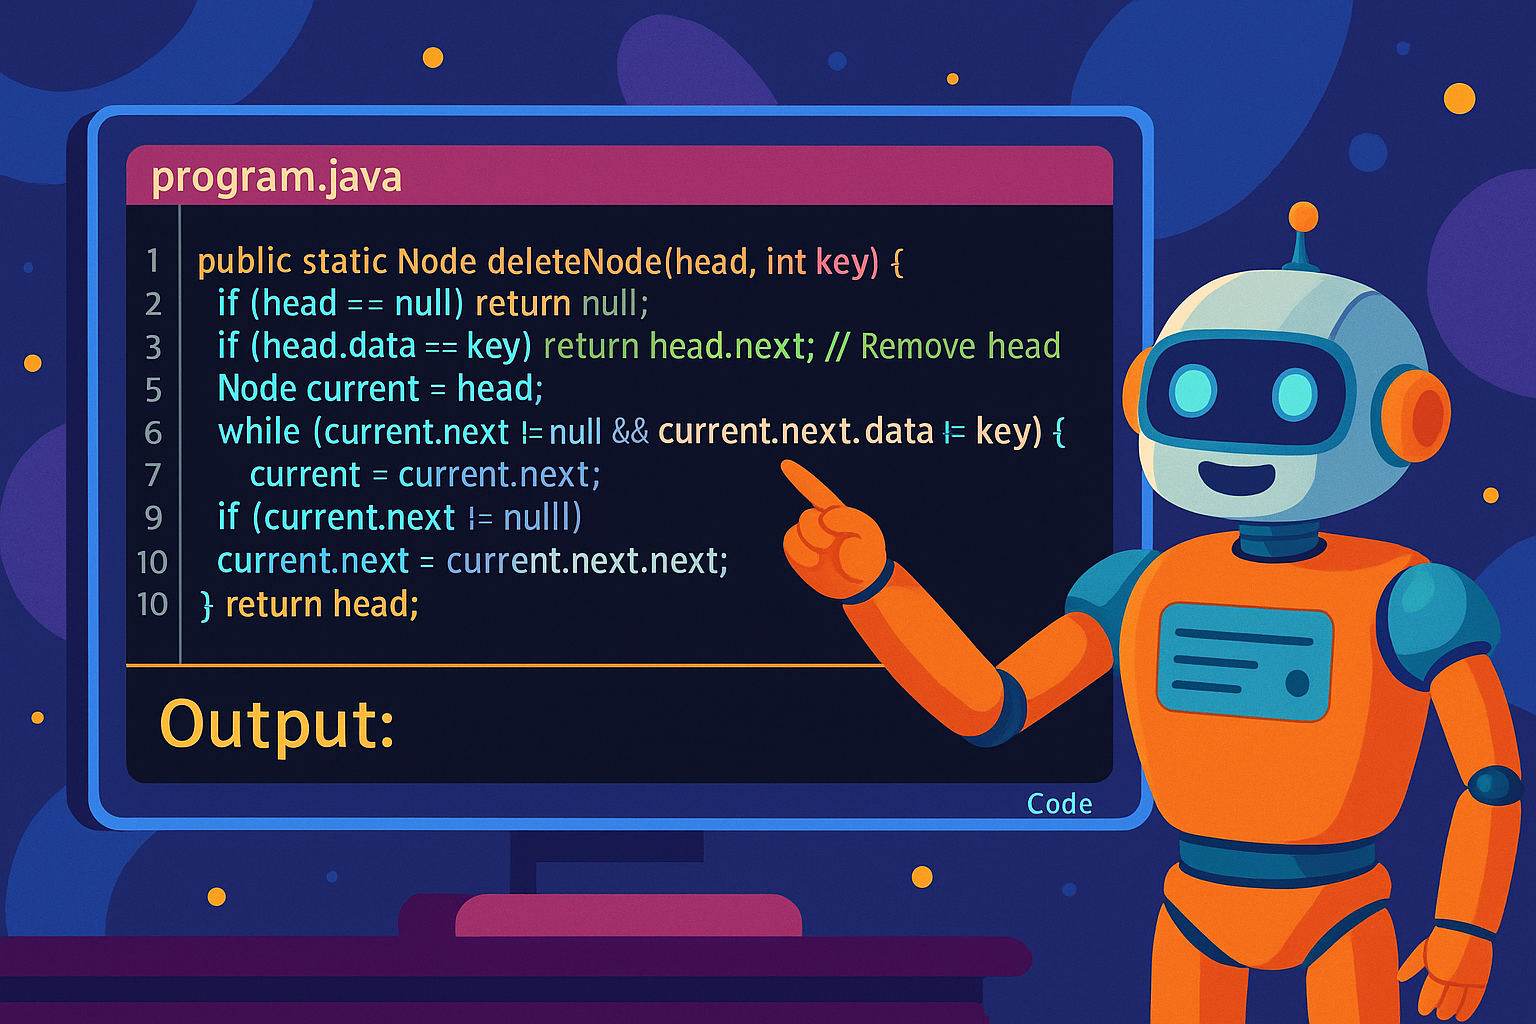 program.java
1 public static Node deleteNode(head, int key) {
2 if (head == null) return null;
3 if (head.data == key) return head.next; // Remove head
5 Node current = head;
6 while (current.next != null && current.next.data != key) {
7 current = current.next;
9 if (current.next != nulll)
10 current.next = current.next.next;
10 } return head;
Output:
Code